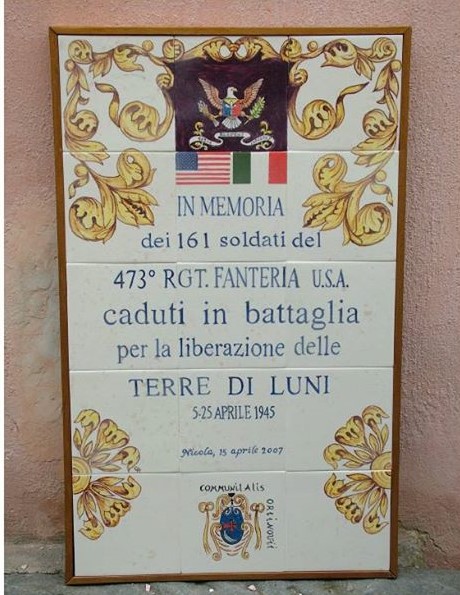 IN MEMORIA
dei 161 soldati del
473° RGT. FANTERIA U.S.A.
caduti in battaglia
per la liberazione delle
TERRE DI LUNI
5-25 APRILE 1945
Nicola, 15 aprile 2007
COMMUNITALIS